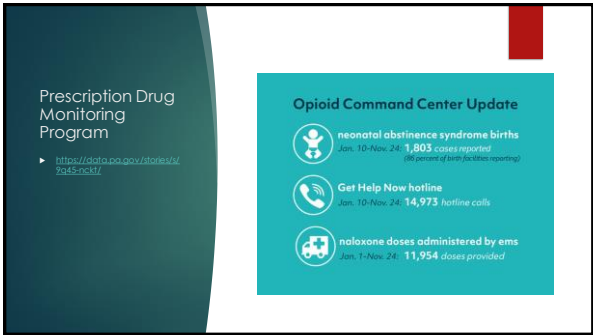 Prescription Drug
Monitoring
Program
https://data.pa.gov/stories/s/
9q45-nckt/
Opioid Command Center Update
neonatal abstinence syndrome births
Jan. 10-Nov. 24: 1,803 cases reported
(86 percent of birth facilities reporting)
Get Help Now hotline
Jan. 10-Nov. 24: 14,973 hotline calls
naloxone doses administered by ems
Jan. 1-Nov. 24: 11,954 doses provided